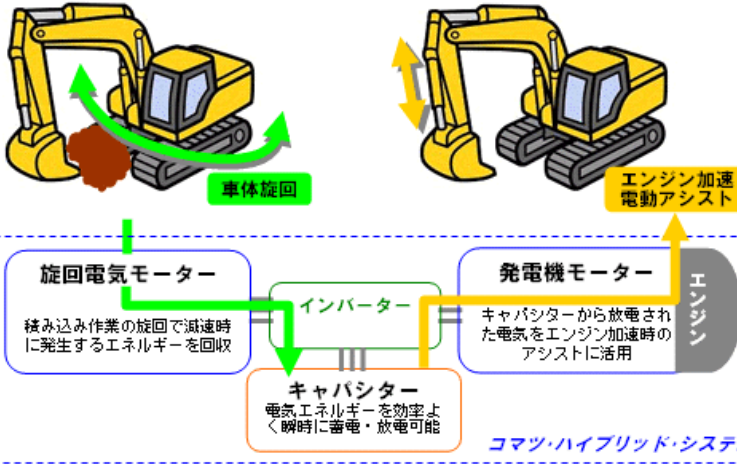 車体旋回
エンジン加速
電動アシスト
旋回電気モーター
積み込み作業の旋回で減速時
に発生するエネルギーを回収
インバーター
発電機モーター
キャパシターから放電され
た電気をエンジン加速時の
アシストに活用
エンジン
キャパシター
電気エネルギーを効率よ
く瞬時に蓄電・放電可能
コマツ・ハイブリッド・システ